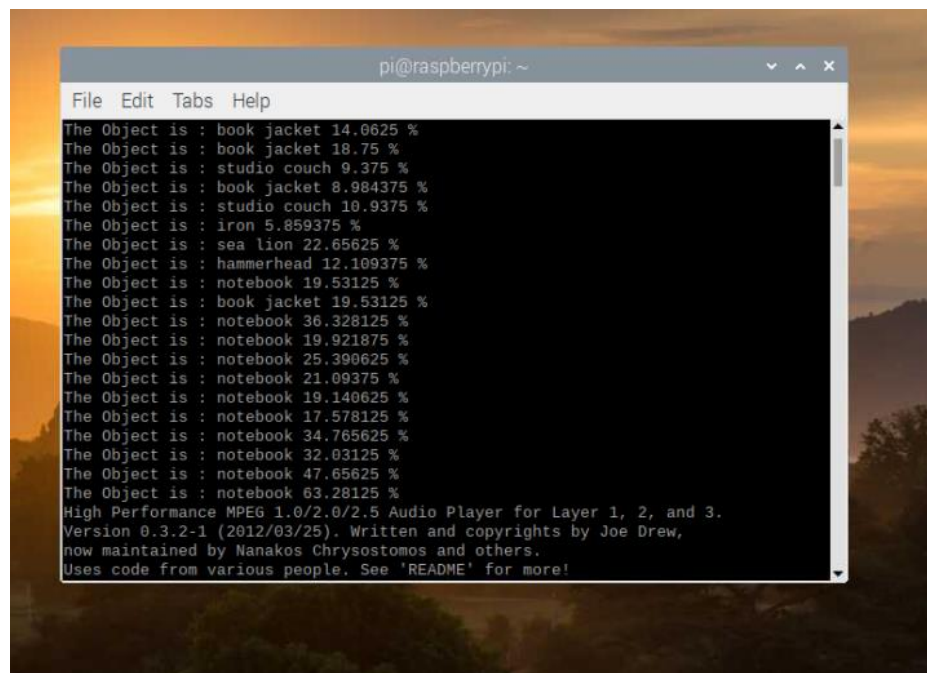 pi@raspberrypi: ~
File Edit Tabs Help
The Object is : book jacket 14.0625 %
The Object is : book jacket 18.75 %
The Object is : studio couch 9.375 %
The Object is : book jacket 8.984375 %
The Object is : studio couch 10.9375 %
The Object is : iron 5.859375 %
The Object is : sea lion 22.65625 %
The Object is : hammerhead 12.109375 %
The Object is : notebook 19.53125 %
The Object is : book jacket 19.53125 %
The Object is : notebook 36.328125 %
The Object is : notebook 19.921875 %
The Object is : notebook 25.390625 %
The Object is : notebook 21.09375 %
The Object is : notebook 19.140625 %
The Object is : notebook 17.578125 %
The Object is : notebook 34.765625 %
The Object is : notebook 32.03125 %
The Object is : notebook 47.65625 %
The Object is : notebook 63.28125 %
High Performance MPEG 1.0/2.0/2.5 Audio Player for Layer 1, 2, and 3.
Version 0.3.2-1 (2012/03/25). Written and copyrights by Joe Drew,
now maintained by Nanakos Chrysostomos and others.
Uses code from various people. See 'README' for more!